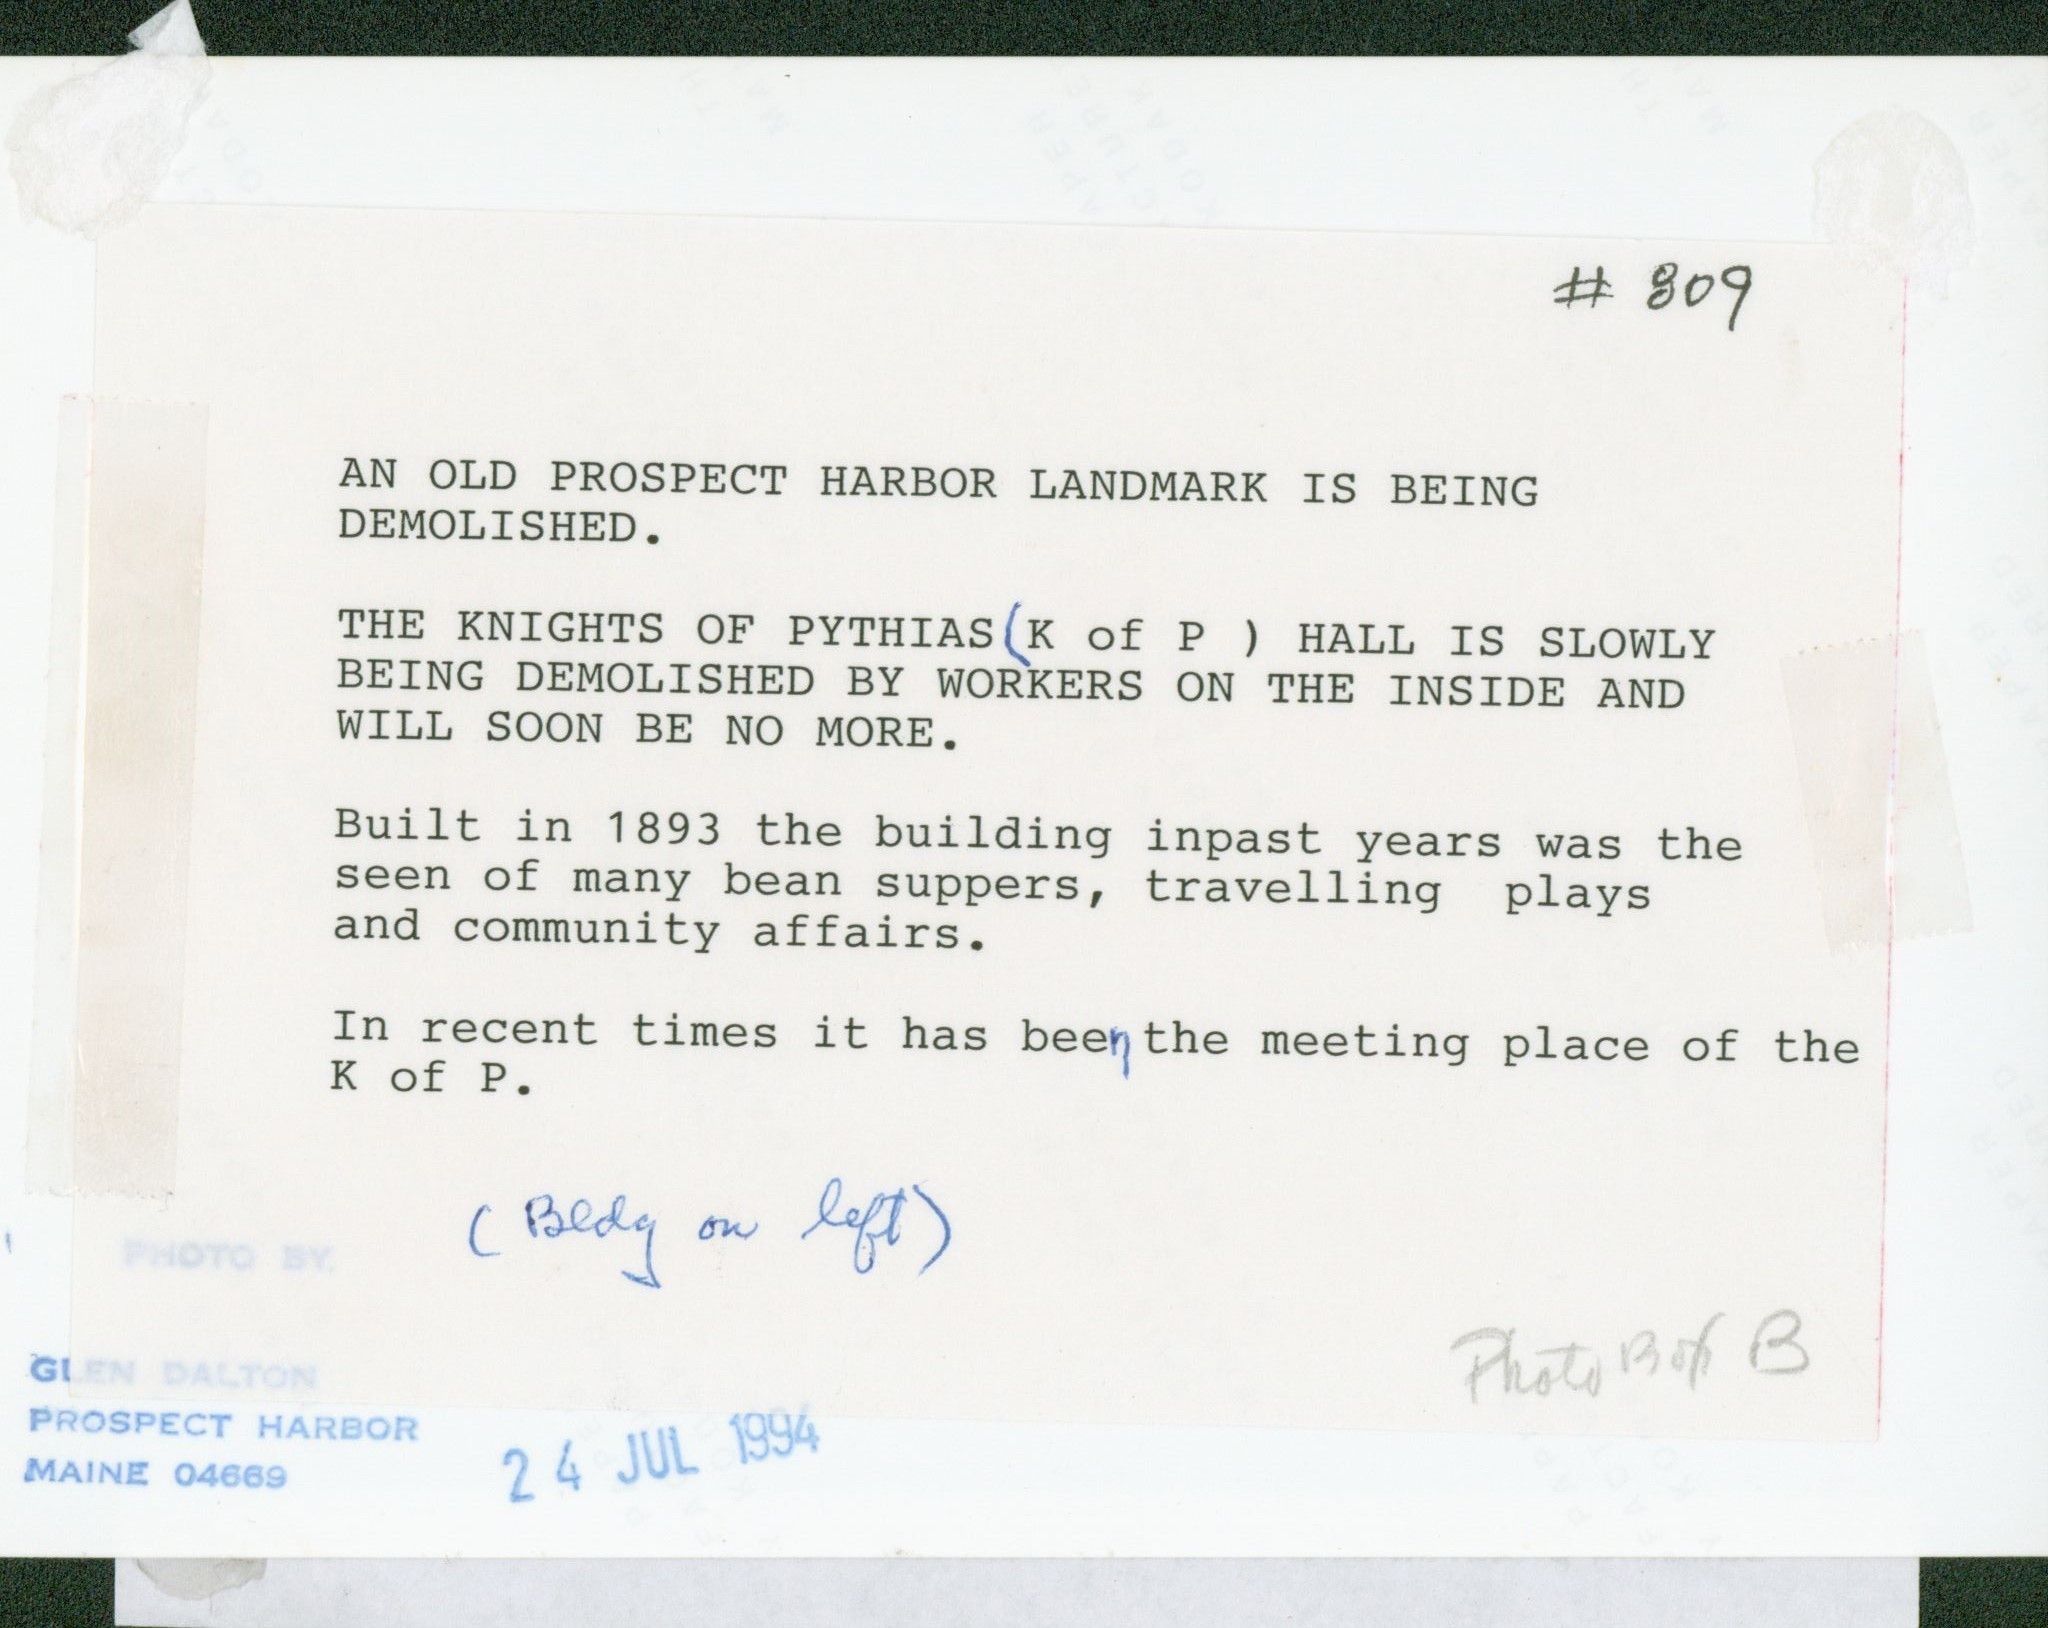 # 809
AN OLD PROSPECT HARBOR LANDMARK IS BEING
DEMOLISHED.
THE KNIGHTS OF PYTHIAS(K of P ) HALL IS SLOWLY
BEING DEMOLISHED BY WORKERS ON THE INSIDE AND
WILL SOON BE NO MORE.
Built in 1893 the building inpast years was the
seen of many bean suppers, travelling plays
and community affairs.
In recent times it has been the meeting place of the
K of P.
(Bldg on left)
PHOTO BY
Photo Box B
GLEN DALTON
PROSPECT HARBOR
MAINE 04669
24 JUL 1994